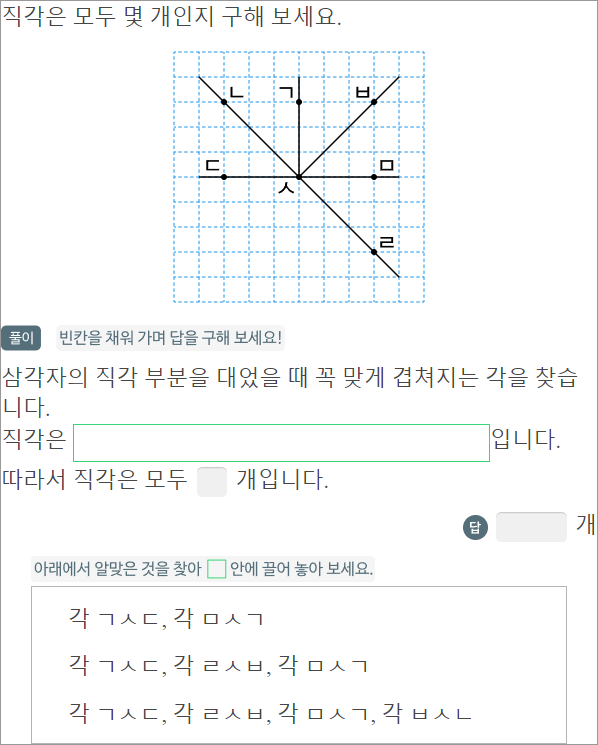 직각은 모두 몇 개인지 구해 보세요.
ㄴ ㄱ ㅂ
ㄷ ㅁ
ㅅ
ㄹ
풀이 빈칸을 채워 가며 답을 구해 보세요!
삼각자의 직각 부분을 대었을 때 꼭 맞게 겹쳐지는 각을 찾습
니다.
직각은 입니다.
따라서 직각은 모두 개입니다.
답 개
아래에서 알맞은 것을 찾아 안에 끌어 놓아 보세요.
각 ㄱㅅㄷ, 각 ㅁㅅㄱ
각 ㄱㅅㄷ, 각 ㄹㅅㅂ, 각 ㅁㅅㄱ
각 ㄱㅅㄷ, 각 ㄹㅅㅂ, 각 ㅁㅅㄱ, 각 ㅂㅅㄴ